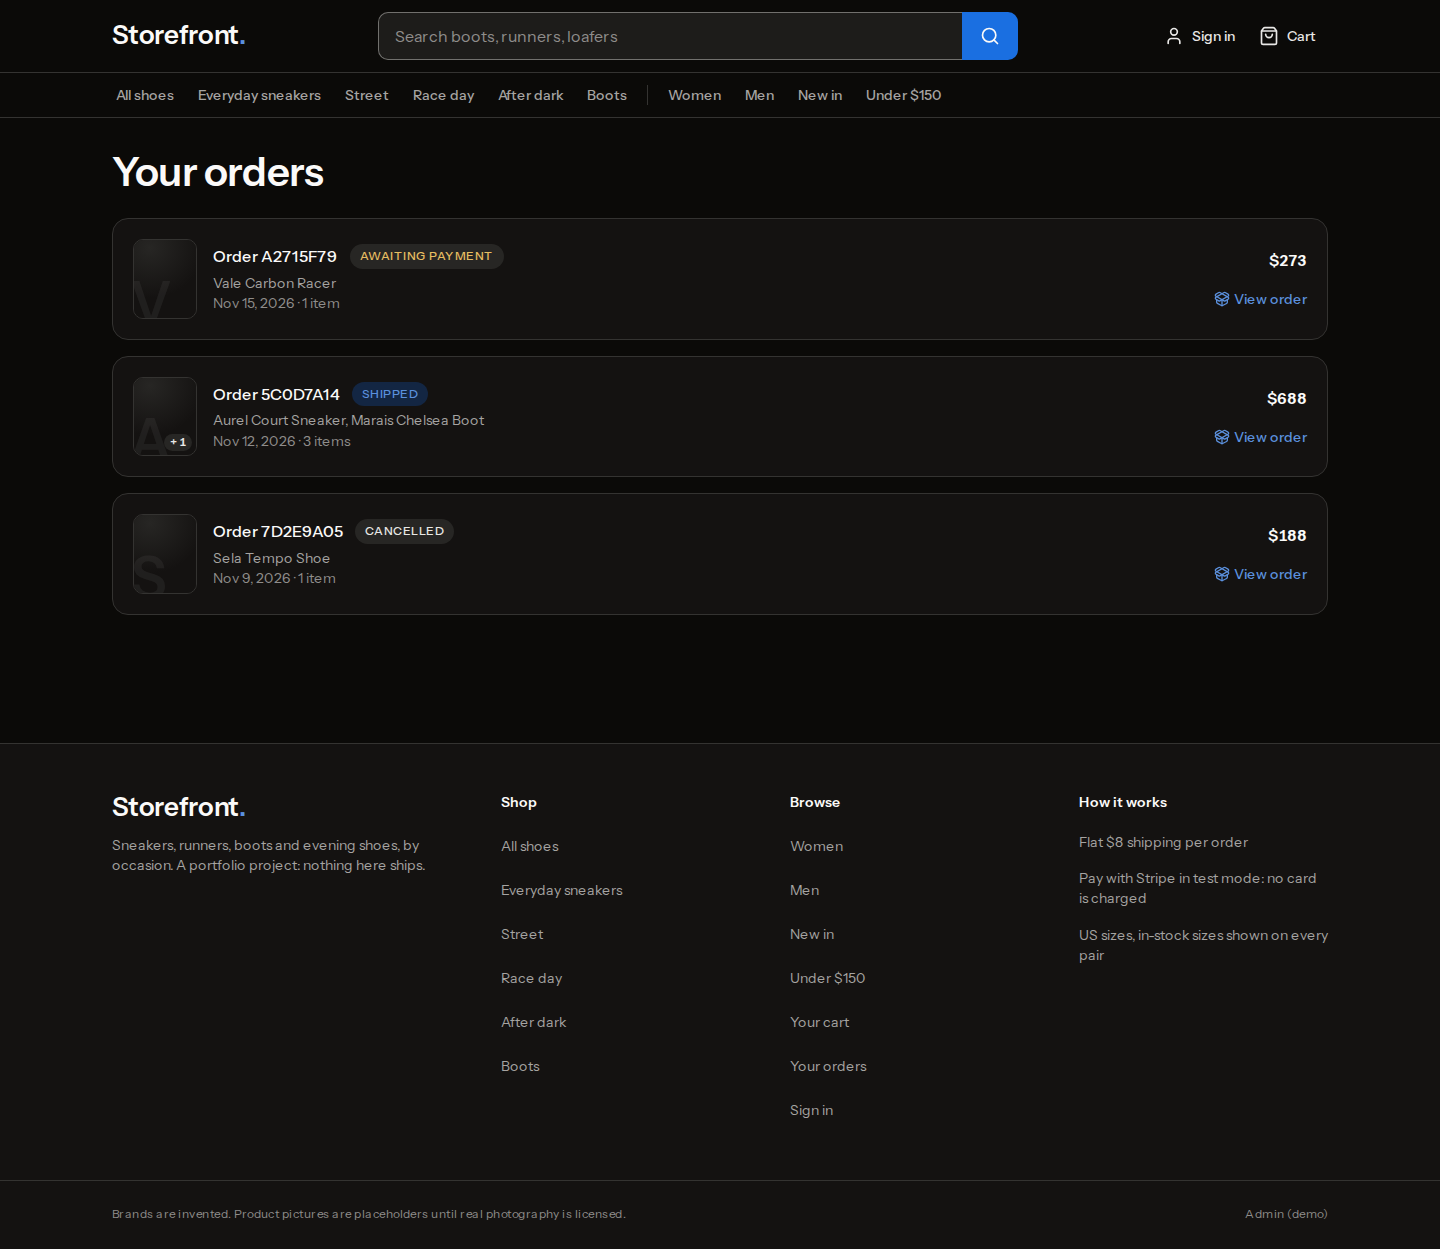 Storefront.
Search boots, runners, loafers
Sign in
Cart
All shoes
Everyday sneakers
Street
Race day
After dark
Boots
Women
Men
New in
Under $150
Your orders
V
Order A2715F79
AWAITING PAYMENT
Vale Carbon Racer
Nov 15, 2026 · 1 item
$273
View order
A
+ 1
Order 5C0D7A14
SHIPPED
Aurel Court Sneaker, Marais Chelsea Boot
Nov 12, 2026 · 3 items
$688
View order
S
Order 7D2E9A05
CANCELLED
Sela Tempo Shoe
Nov 9, 2026 · 1 item
$188
View order
Storefront.
Sneakers, runners, boots and evening shoes, by
occasion. A portfolio project: nothing here ships.
Shop
All shoes
Everyday sneakers
Street
Race day
After dark
Boots
Browse
Women
Men
New in
Under $150
Your cart
Your orders
Sign in
How it works
Flat $8 shipping per order
Pay with Stripe in test mode: no card
is charged
US sizes, in-stock sizes shown on every
pair
Brands are invented. Product pictures are placeholders until real photography is licensed.
Admin (demo)